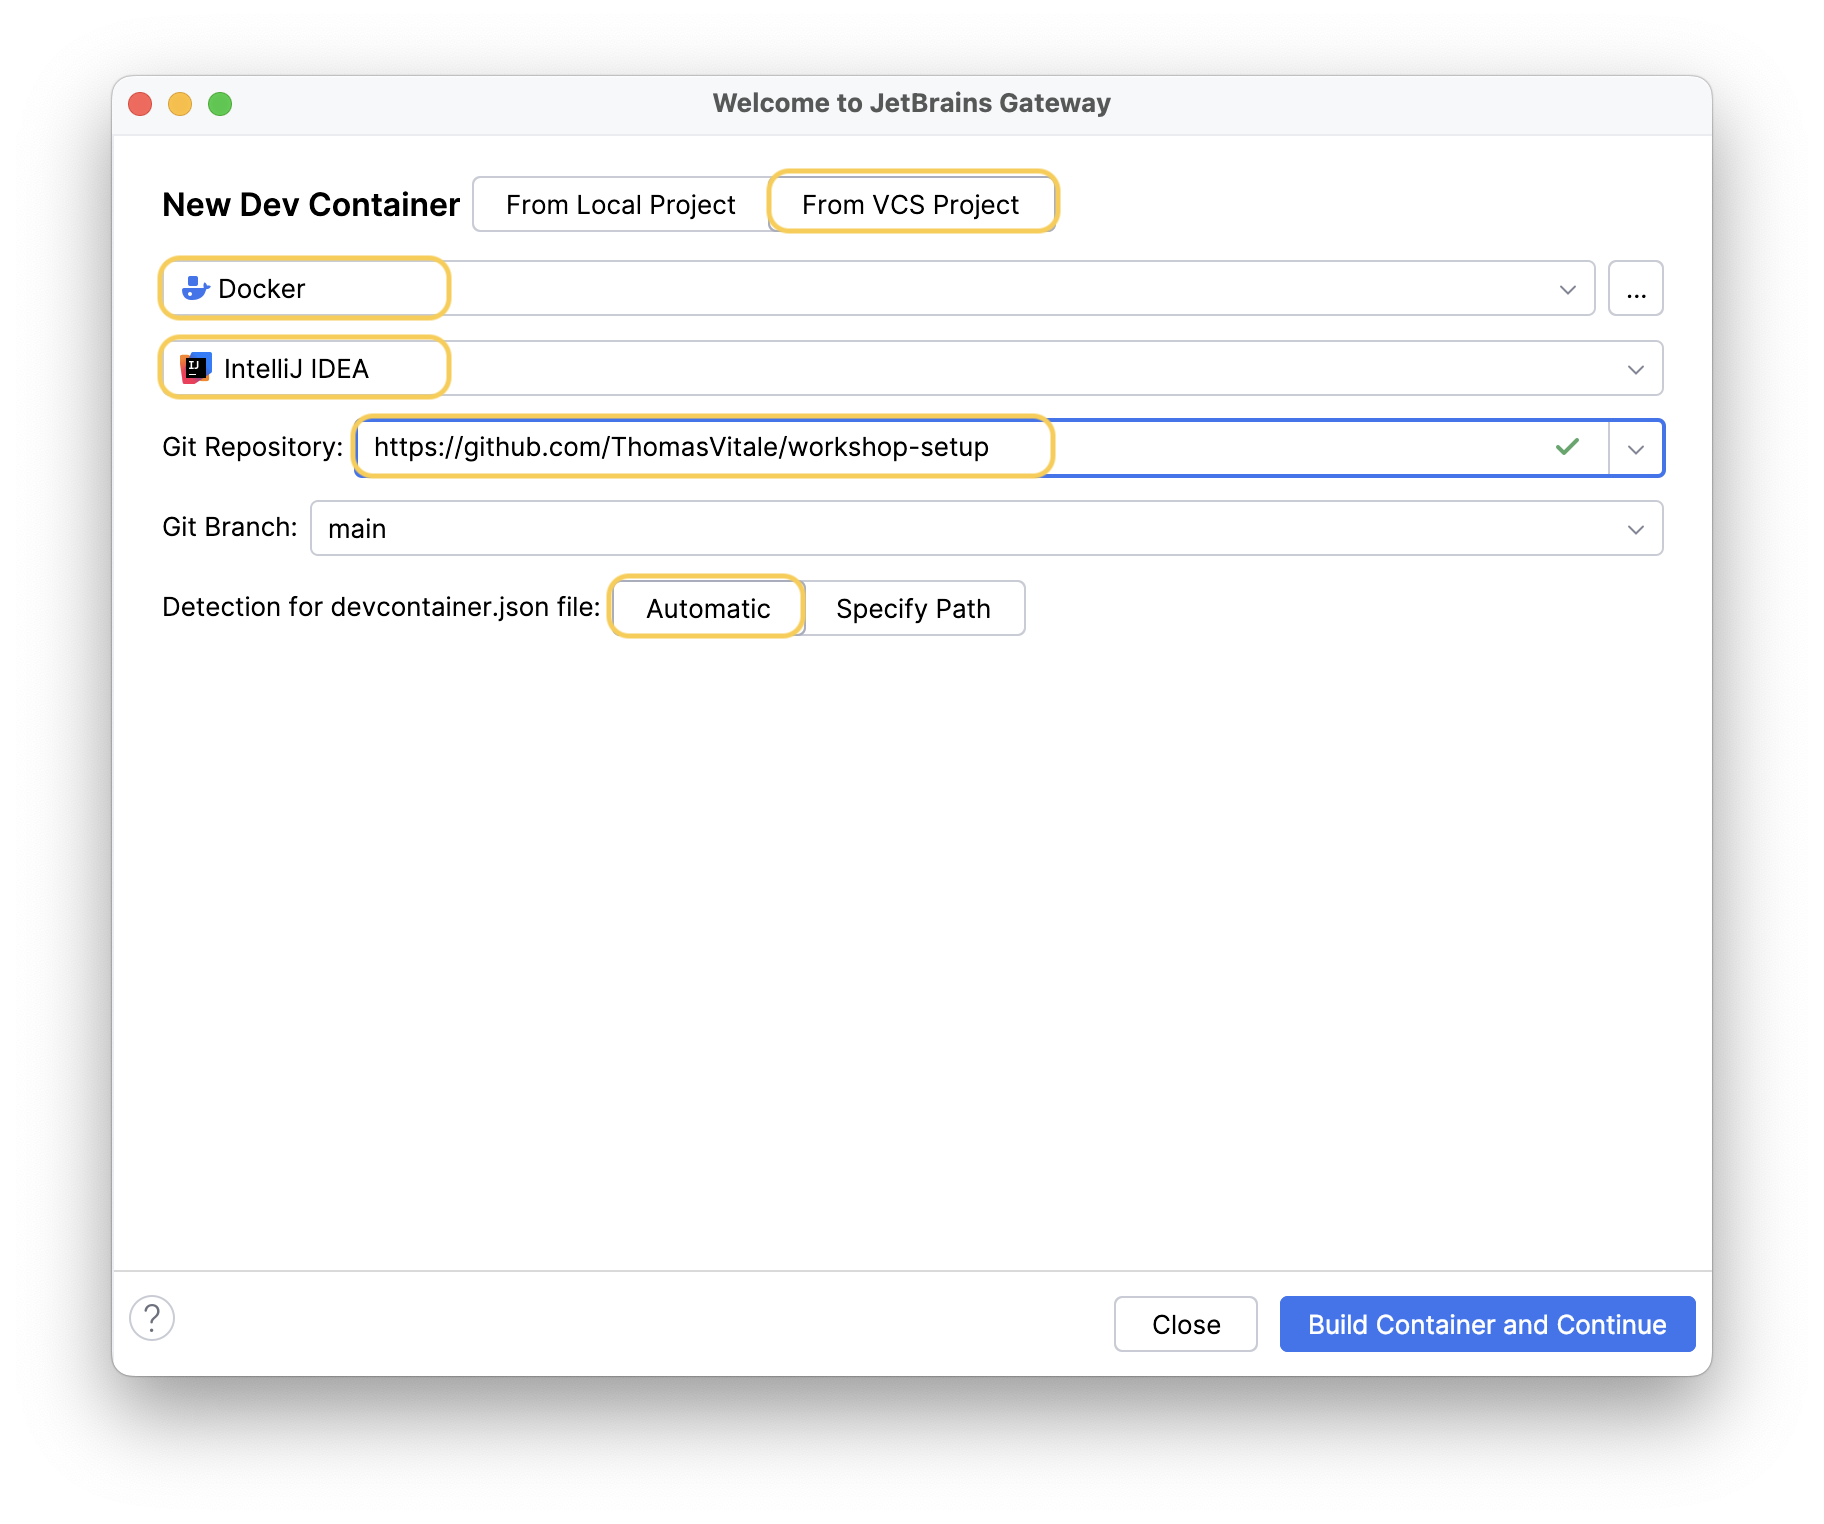 Welcome to JetBrains Gateway
New Dev Container From Local Project From VCS Project
Docker ...
IJ IntelliJ IDEA
Git Repository: https://github.com/ThomasVitale/workshop-setup
Git Branch: main
Detection for devcontainer.json file: Automatic Specify Path
? Close Build Container and Continue